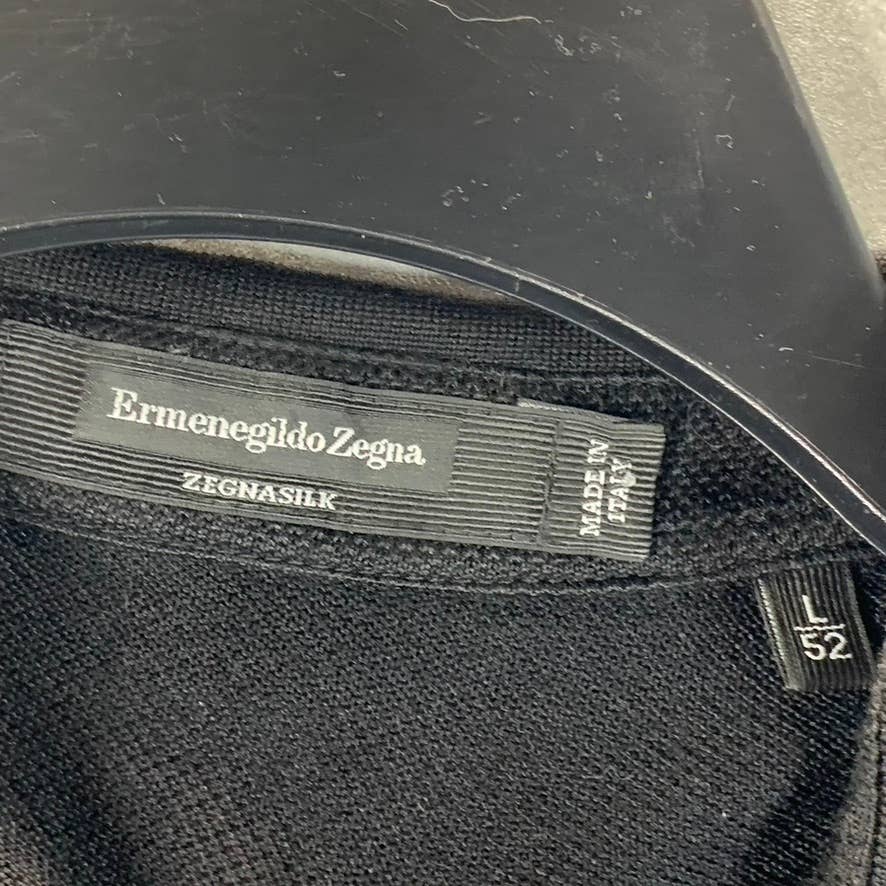 Ermenegildo Zegna
ZEGNASILK
MADE IN
ITALY
L
52